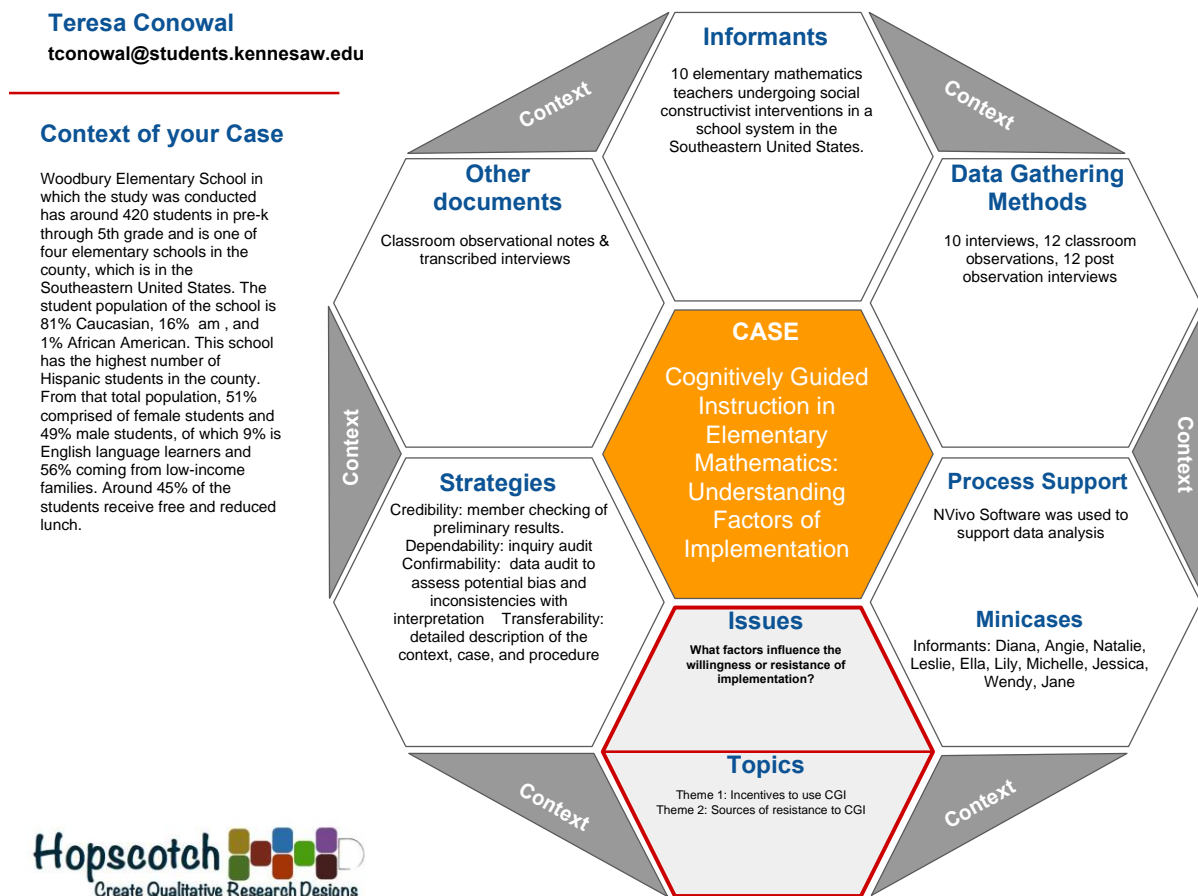 Teresa Conowal
tconowal@students.kennesaw.edu
Context of your Case
Woodbury Elementary School in
which the study was conducted
has around 420 students in pre-k
through 5th grade and is one of
four elementary schools in the
county, which is in the
Southeastern United States. The
student population of the school is
81% Caucasian, 16%  am , and
1% African American. This school
has the highest number of
Hispanic students in the county.
From that total population, 51%
comprised of female students and
49% male students, of which 9% is
English language learners and
56% coming from low-income
families. Around 45% of the
students receive free and reduced
lunch.
Informants
10 elementary mathematics
teachers undergoing social
constructivist interventions in a
school system in the
Southeastern United States.
Context
Context
Other
documents
Classroom observational notes &
transcribed interviews
Data Gathering
Methods
10 interviews, 12 classroom
observations, 12 post
observation interviews
CASE
Cognitively Guided
Instruction in
Elementary
Mathematics:
Understanding
Factors of
Implementation
Context
Context
Strategies
Credibility: member checking of
preliminary results.
Dependability: inquiry audit
Confirmability:  data audit to
assess potential bias and
inconsistencies with
interpretation    Transferability:
detailed description of the
context, case, and procedure
Process Support
NVivo Software was used to
support data analysis
Minicases
Informants: Diana, Angie, Natalie,
Leslie, Ella, Lily, Michelle, Jessica,
Wendy, Jane
Issues
What factors influence the
willingness or resistance of
implementation?
Topics
Theme 1: Incentives to use CGI
Theme 2: Sources of resistance to CGI
Context
Context
Hopscotch
Create Qualitative Research Designs